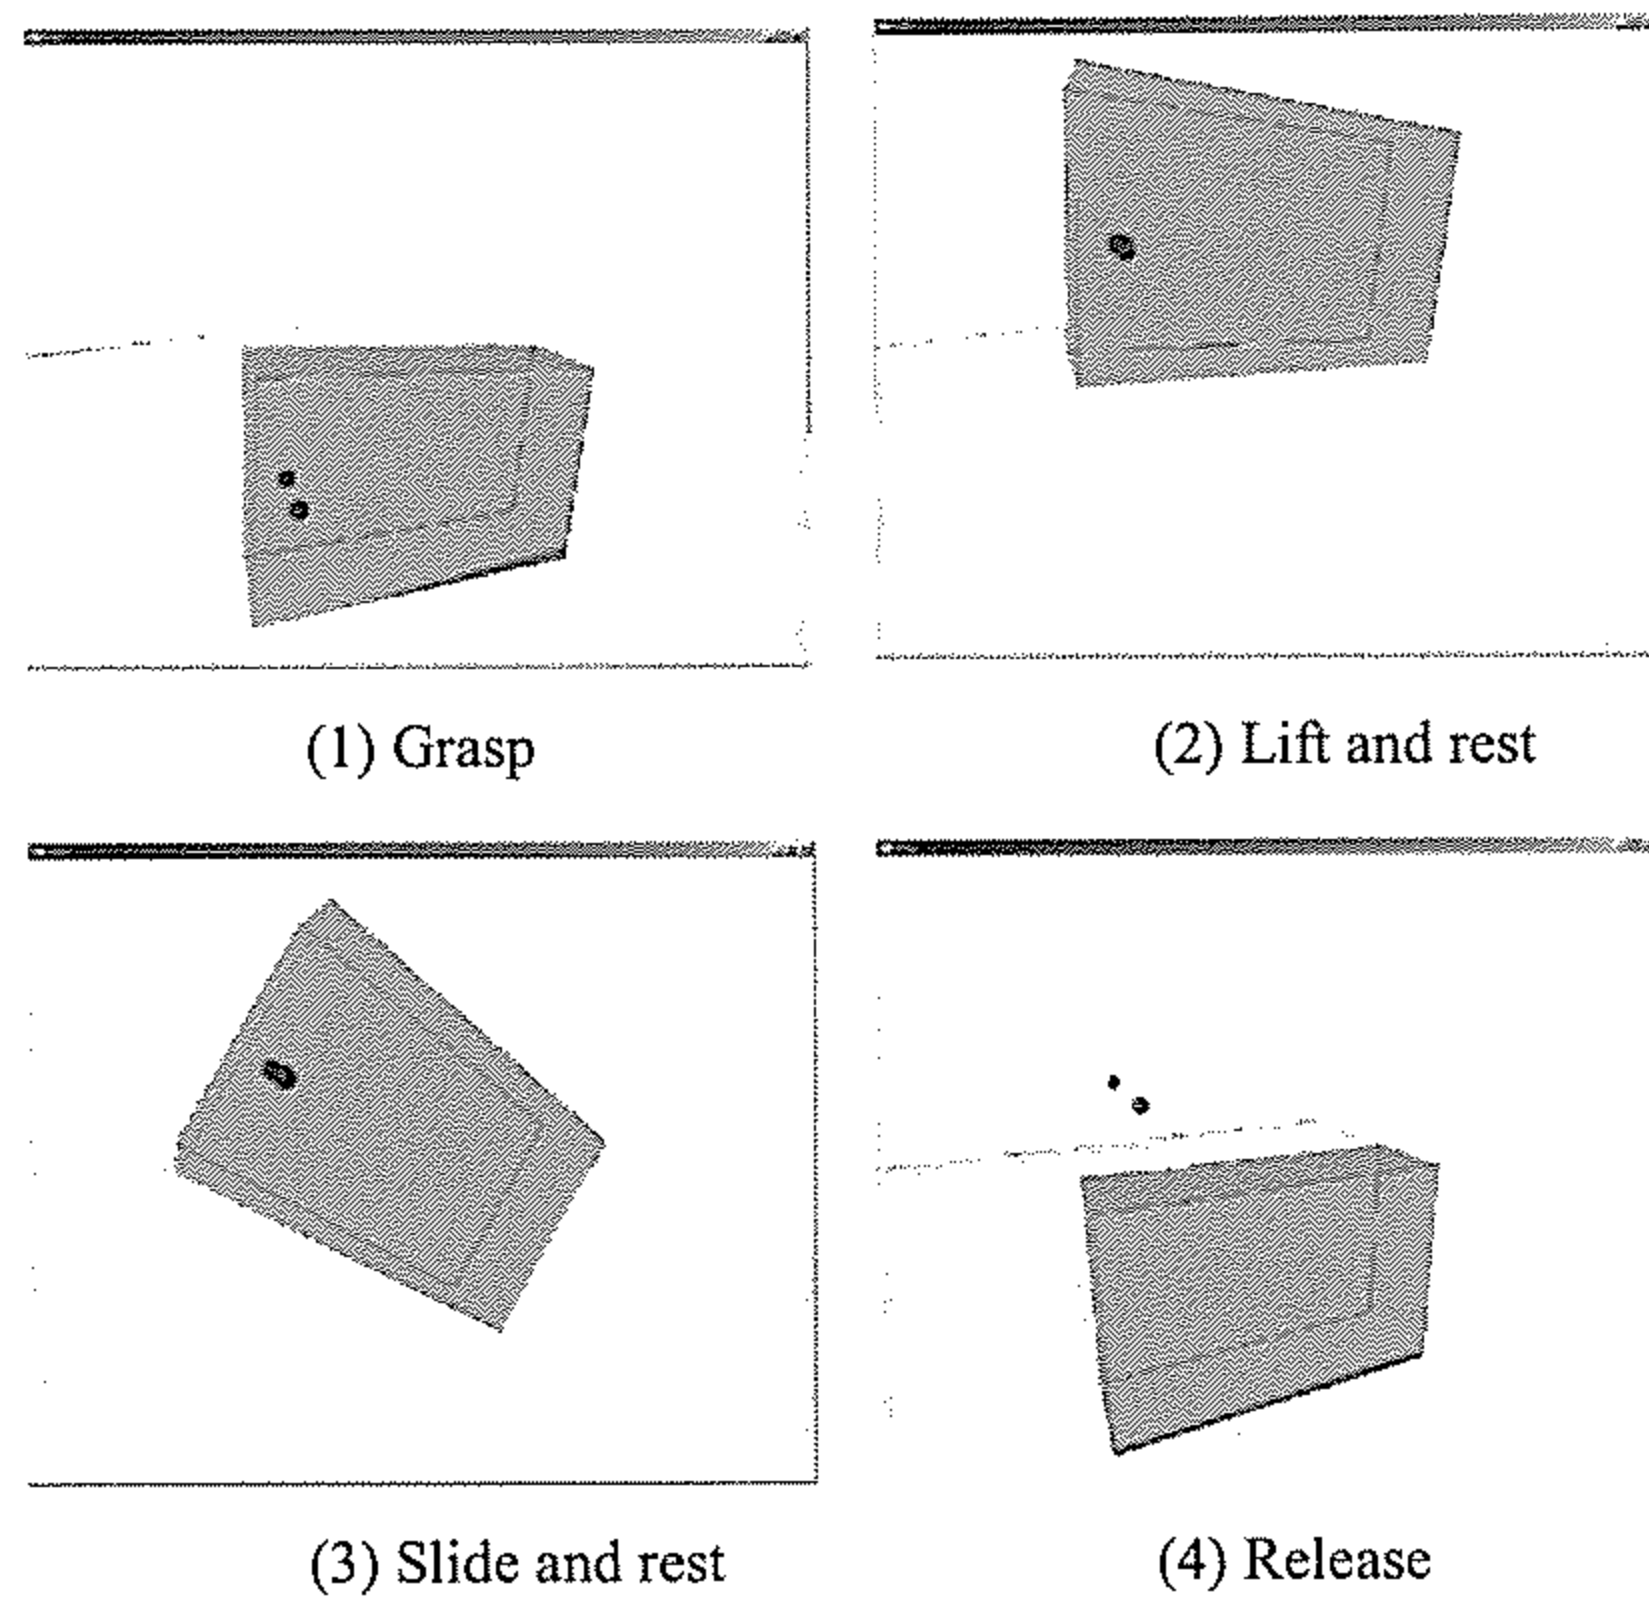 (1) Grasp
(2) Lift and rest
(3) Slide and rest
(4) Release